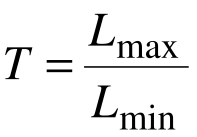 T = L_max / L_min